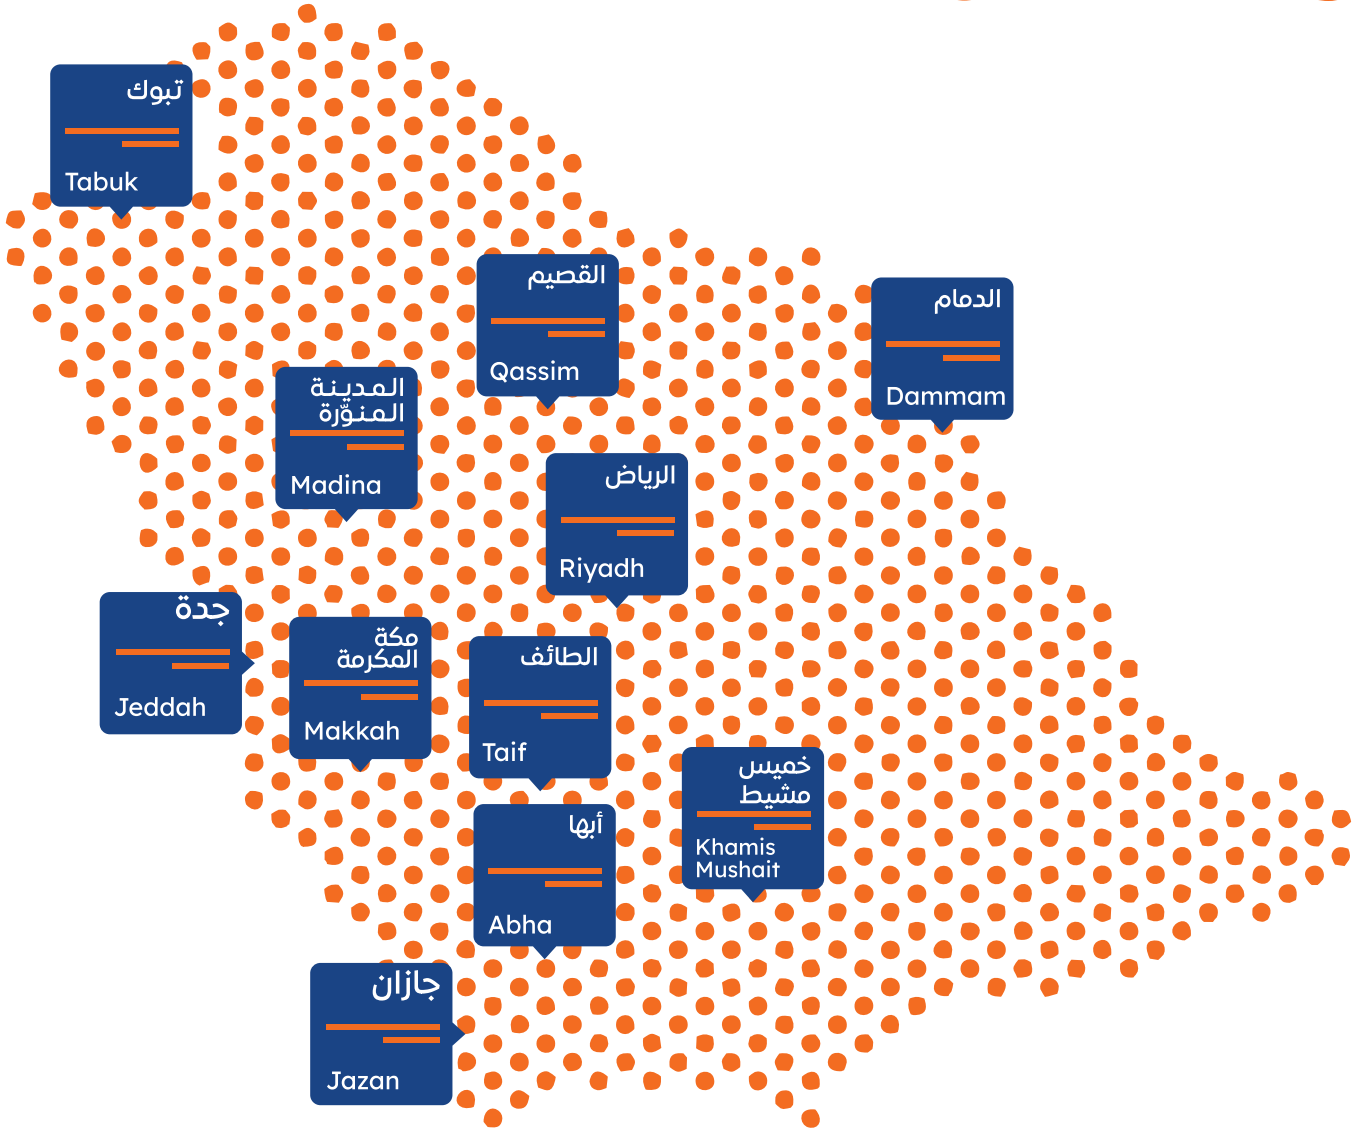 تبوك
Tabuk
القصيم
Qassim
الدمام
Dammam
المدينة
المنوّرة
Madina
الرياض
Riyadh
جدة
Jeddah
مكة
المكرمة
Makkah
الطائف
Taif
خميس
مشيط
Khamis
Mushait
أبها
Abha
جازان
Jazan